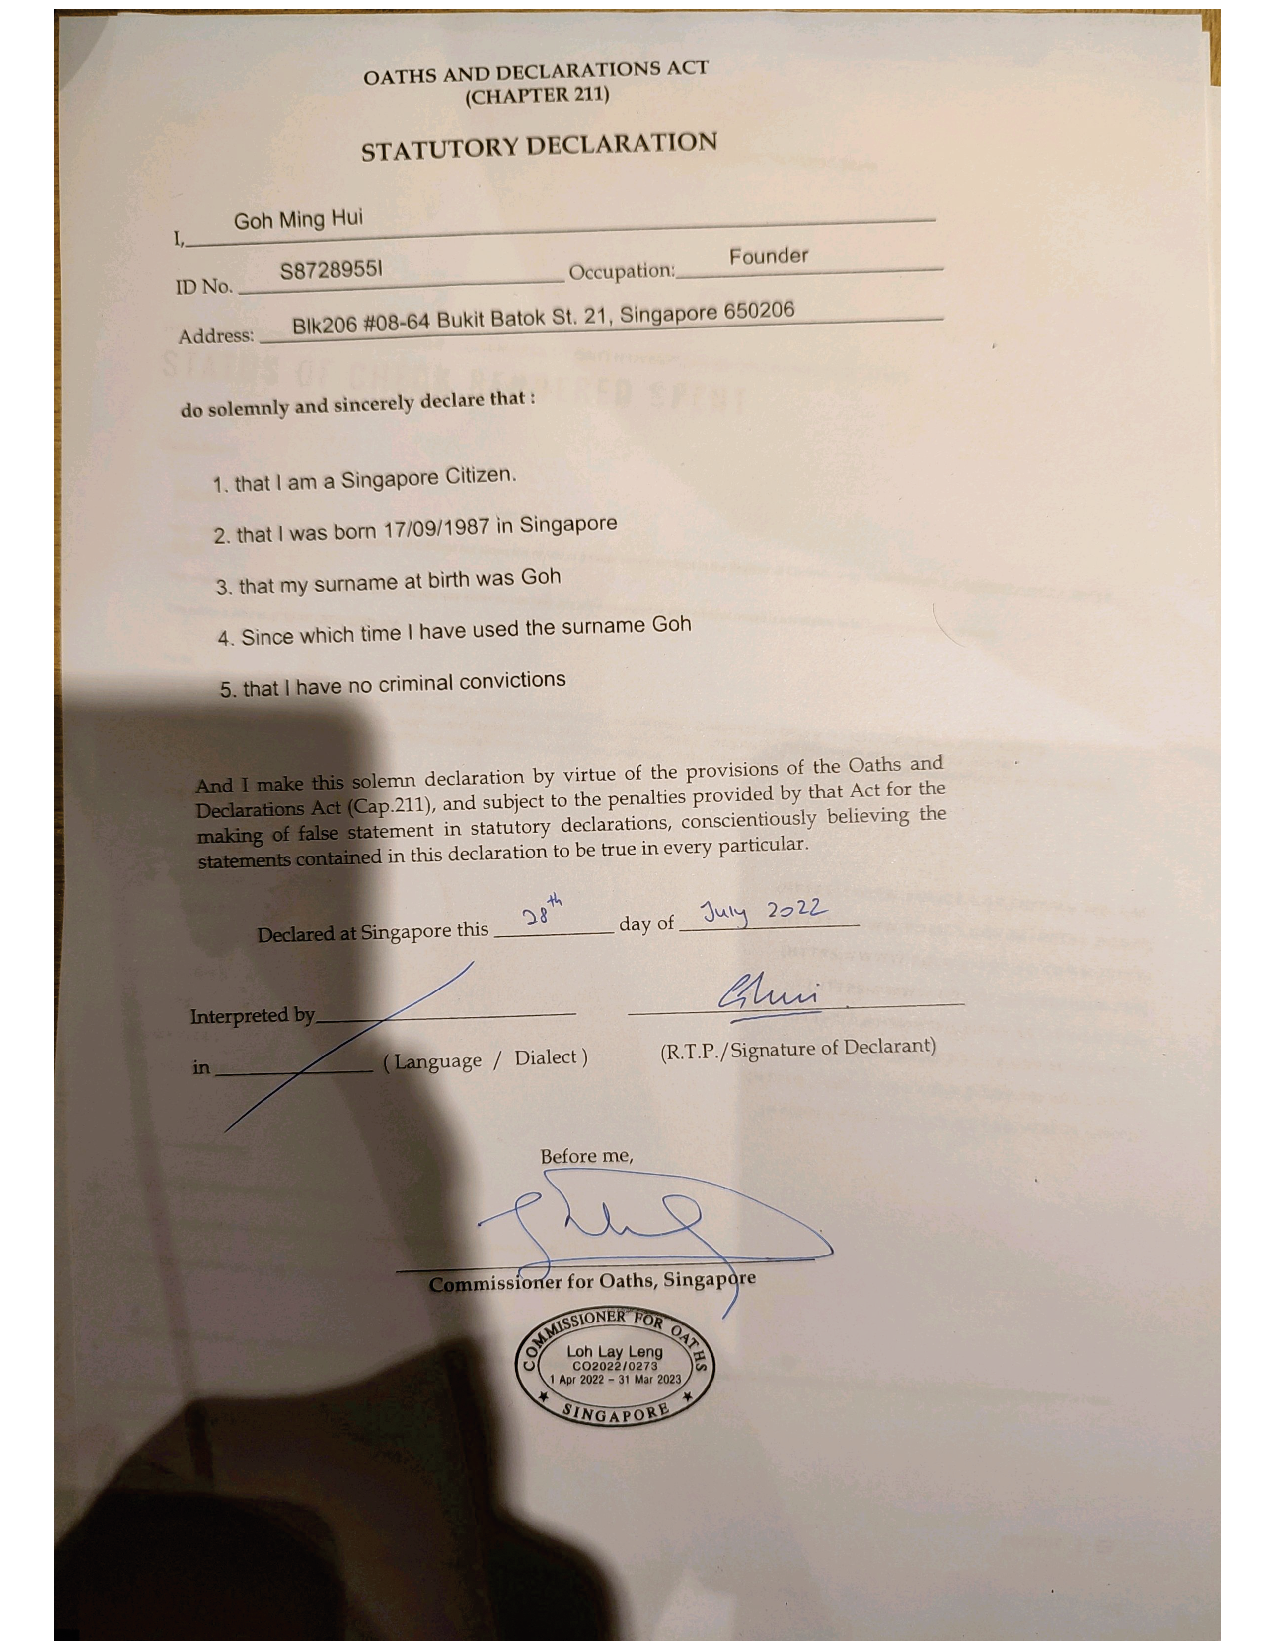 OATHS AND DECLARATIONS ACT
(CHAPTER 211)
STATUTORY DECLARATION
I, Goh Ming Hui
ID No. S8728955I Occupation: Founder
Address: Blk206 #08-64 Bukit Batok St. 21, Singapore 650206
STATUS OF CHECK RENDERED SPENT
do solemnly and sincerely declare that :
1. that I am a Singapore Citizen.
2. that I was born 17/09/1987 in Singapore
3. that my surname at birth was Goh
4. Since which time I have used the surname Goh
5. that I have no criminal convictions
And I make this solemn declaration by virtue of the provisions of the Oaths and
Declarations Act (Cap.211), and subject to the penalties provided by that Act for the
making of false statement in statutory declarations, conscientiously believing the
statements contained in this declaration to be true in every particular.
Declared at Singapore this 28th day of July 2022
Interpreted by
in ( Language / Dialect ) (R.T.P./Signature of Declarant)
Before me,
Commissioner for Oaths, Singapore
COMMISSIONER FOR OATHS
Loh Lay Leng
CO2022/0273
1 Apr 2022 – 31 Mar 2023
★ SINGAPORE ★